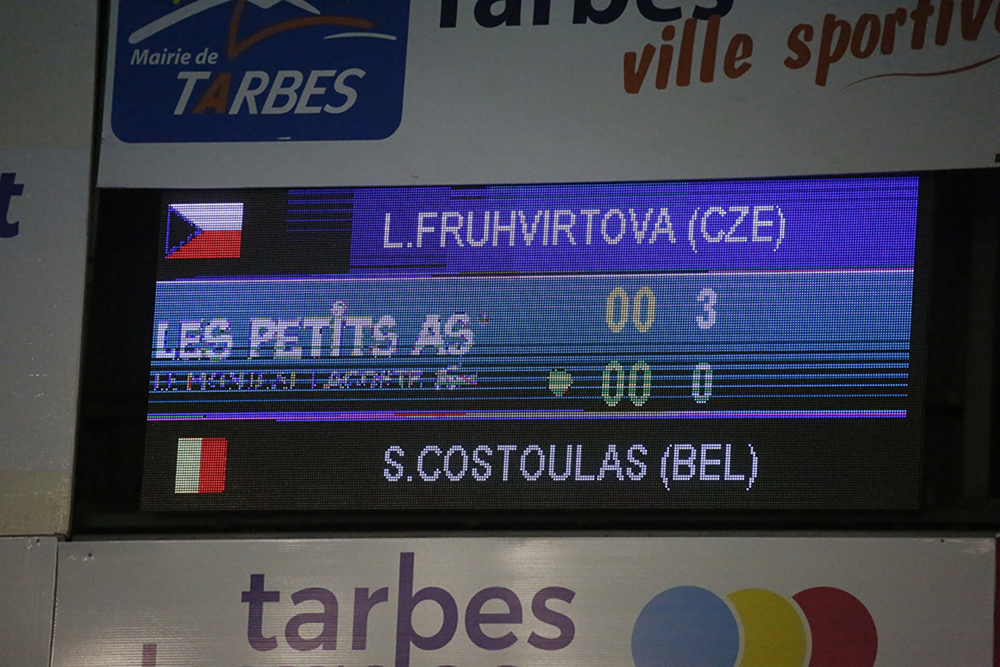 Mairie de
TARBES
Tarbes
ville sportive
t
L.FRUHVIRTOVA (CZE)
00 3
LES PETITS AS
00 0
S.COSTOULAS (BEL)
tarbes